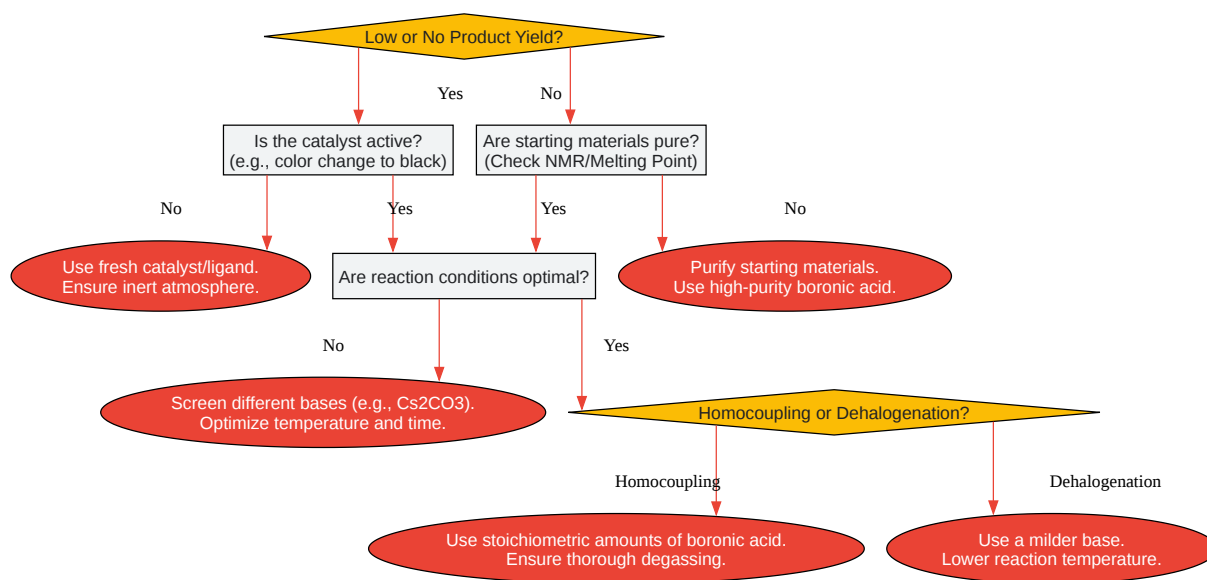 Low or No Product Yield?
Yes
No
Is the catalyst active?
(e.g., color change to black)
Are starting materials pure?
(Check NMR/Melting Point)
No
Yes
Yes
No
Use fresh catalyst/ligand.
Ensure inert atmosphere.
Are reaction conditions optimal?
Purify starting materials.
Use high-purity boronic acid.
No
Yes
Screen different bases (e.g., Cs2CO3).
Optimize temperature and time.
Homocoupling or Dehalogenation?
Homocoupling
Dehalogenation
Use stoichiometric amounts of boronic acid.
Ensure thorough degassing.
Use a milder base.
Lower reaction temperature.